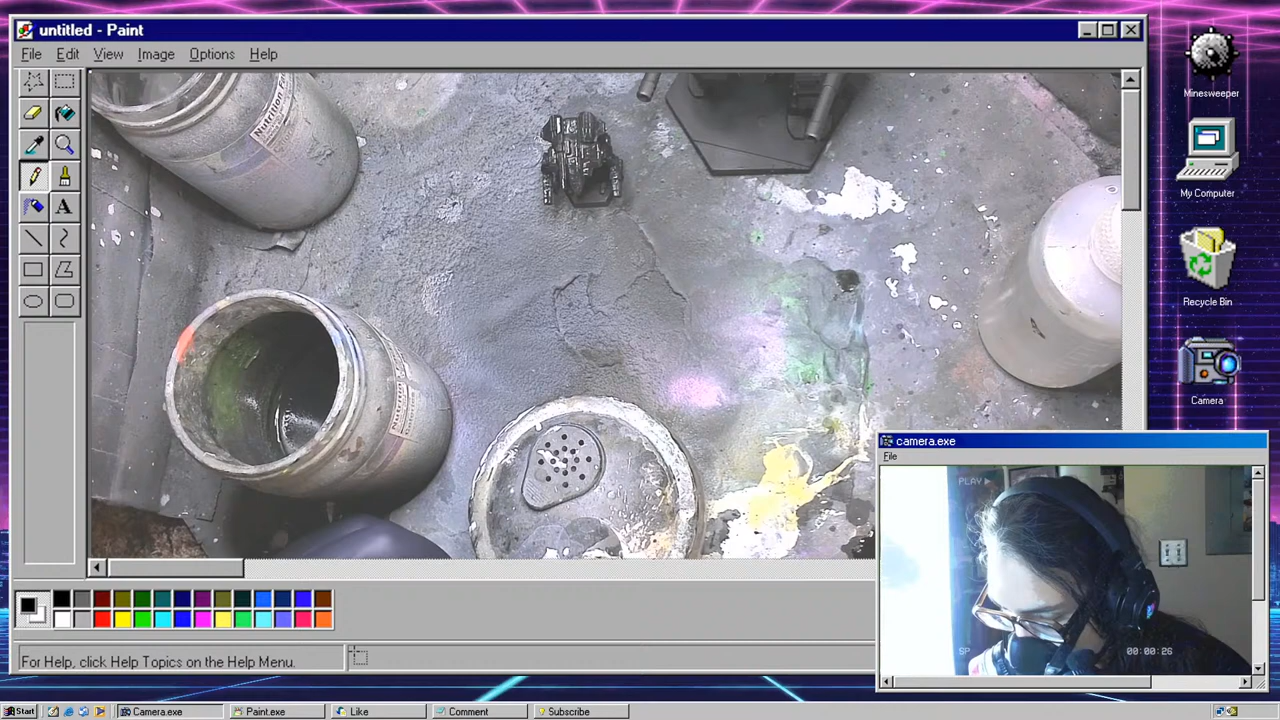 untitled - Paint
File Edit View Image Options Help
Nutrition F
Minesweeper
My Computer
Recycle Bin
Camera
camera.exe
File
PLAY
SP 00:00:26
For Help, click Help Topics on the Help Menu.
Start Camera.exe Paint.exe Like Comment Subscribe